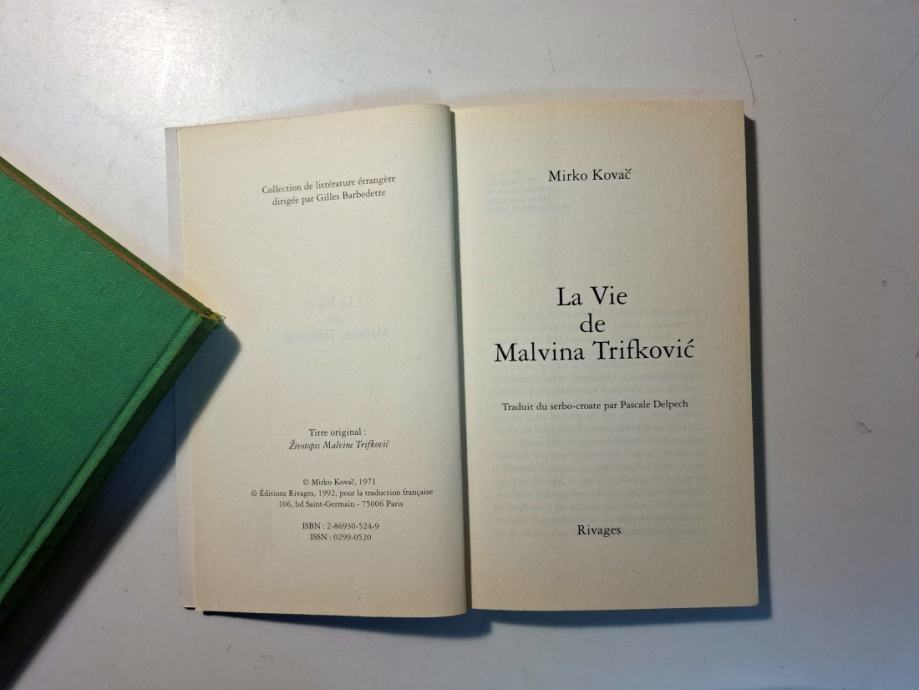 Collection de littérature étrangère
dirigée par Gilles Barbedette
Titre original :
Životopis Malvine Trifković
© Mirko Kovač, 1971
© Éditions Rivages, 1992, pour la traduction française
106, bd Saint-Germain - 75006 Paris
ISBN : 2-86930-524-9
ISSN : 0299-0520
Mirko Kovač
La Vie
de
Malvina Trifković
Traduit du serbo-croate par Pascale Delpech
Rivages